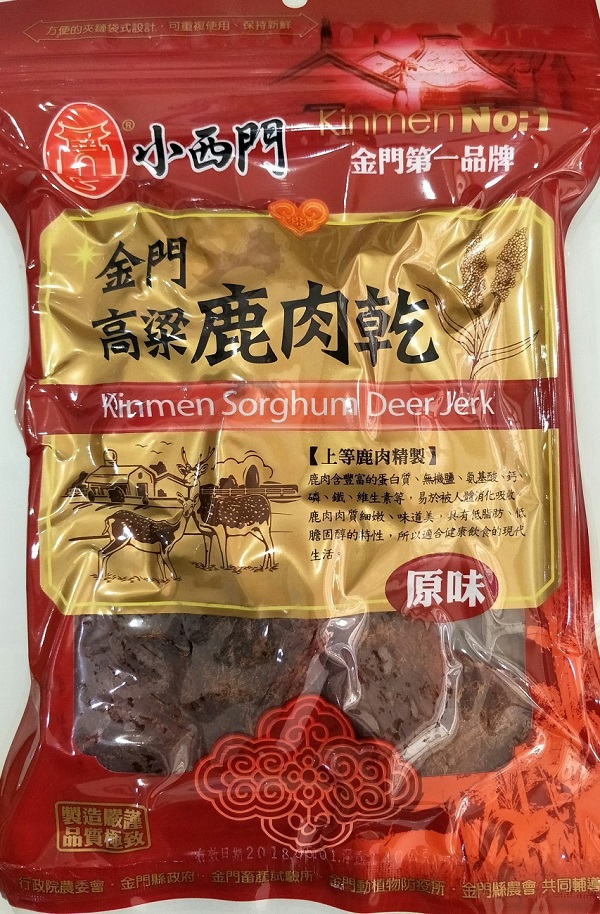 方便的夾鏈袋式設計，可重複使用、保持新鮮
小西門®
Kinmen No:1
金門第一品牌
金門
高粱鹿肉乾
Kinmen Sorghum Deer Jerk
【上等鹿肉精製】
鹿肉含豐富的蛋白質、無機鹽、氨基酸、鈣、
磷、鐵、維生素等，易於被人體消化吸收
鹿肉肉質細嫩、味道美，具有低脂肪、低
膽固醇的特性，所以適合健康飲食的現代
生活。
原味
製造嚴謹
品質極致
有效日期2018
行政院農委會・金門縣政府・金門畜產試驗所・金門動植物防疫所・金門縣農會 共同輔導